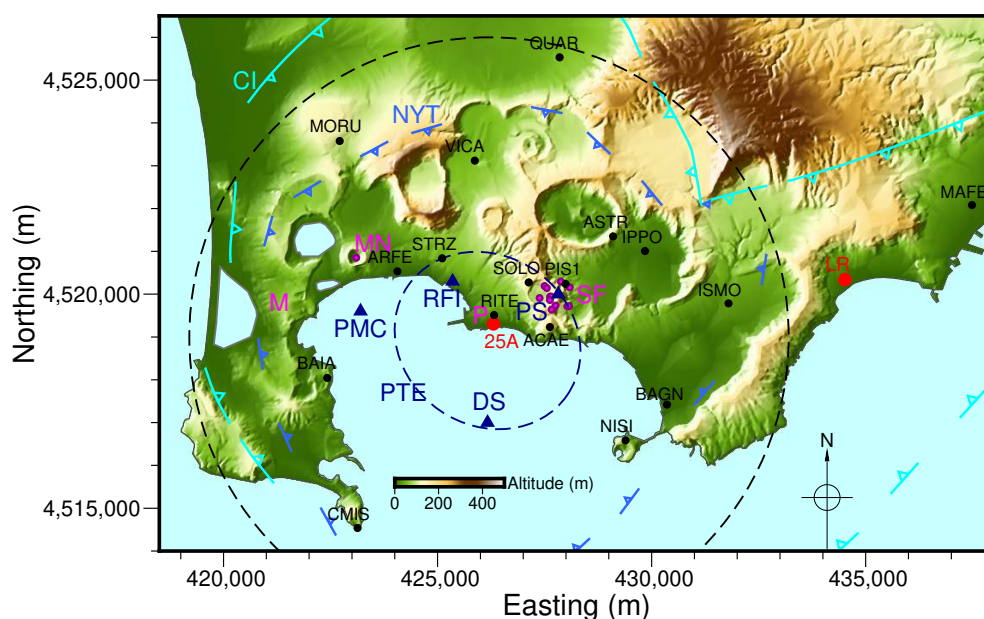 QUAR
4,525,000
CI
NYT
MORU
VICA
MAFE
ASTR
MN
STRZ
IPPO
ARFE
SOLO
PIS1
LR
Northing (m)
4,520,000
M
RFI
PS
SF
ISMO
RITE
P
PMC
25A
ACAE
BAIA
PTE
DS
BAGN
NISI
N
Altitude (m)
0 200 400
4,515,000
CMIS
420,000 425,000 430,000 435,000
Easting (m)